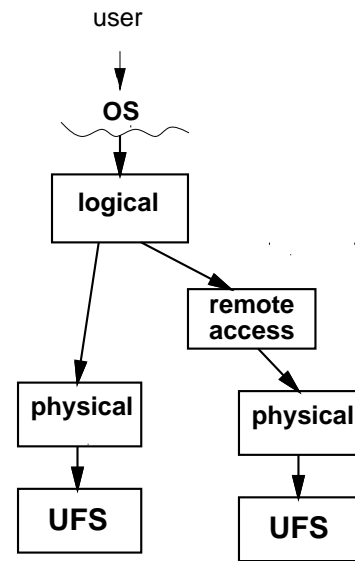 user
OS
logical
remote
access
physical
physical
UFS
UFS